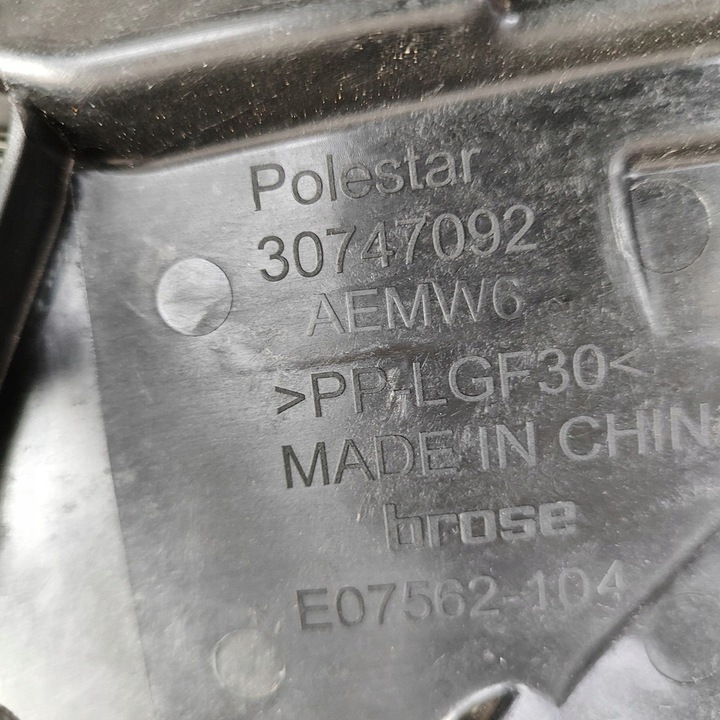 Polestar
30747092
AEMW6
>PP-LGF30<
MADE IN CHIN
brose
E07562-104